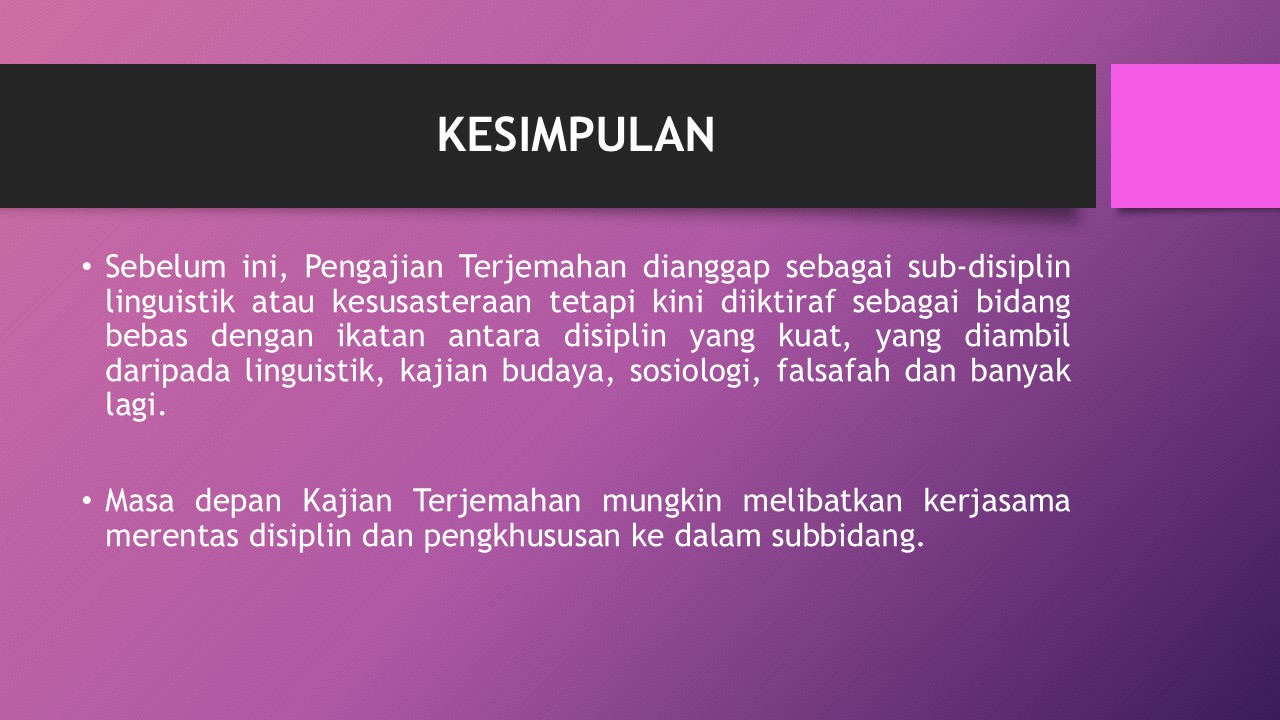 KESIMPULAN
• Sebelum ini, Pengajian Terjemahan dianggap sebagai sub-disiplin
linguistik atau kesusasteraan tetapi kini diiktiraf sebagai bidang
bebas dengan ikatan antara disiplin yang kuat, yang diambil
daripada linguistik, kajian budaya, sosiologi, falsafah dan banyak
lagi.
• Masa depan Kajian Terjemahan mungkin melibatkan kerjasama
merentas disiplin dan pengkhususan ke dalam subbidang.